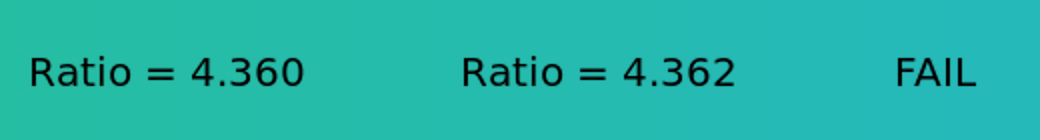 Ratio = 4.360 Ratio = 4.362 FAIL